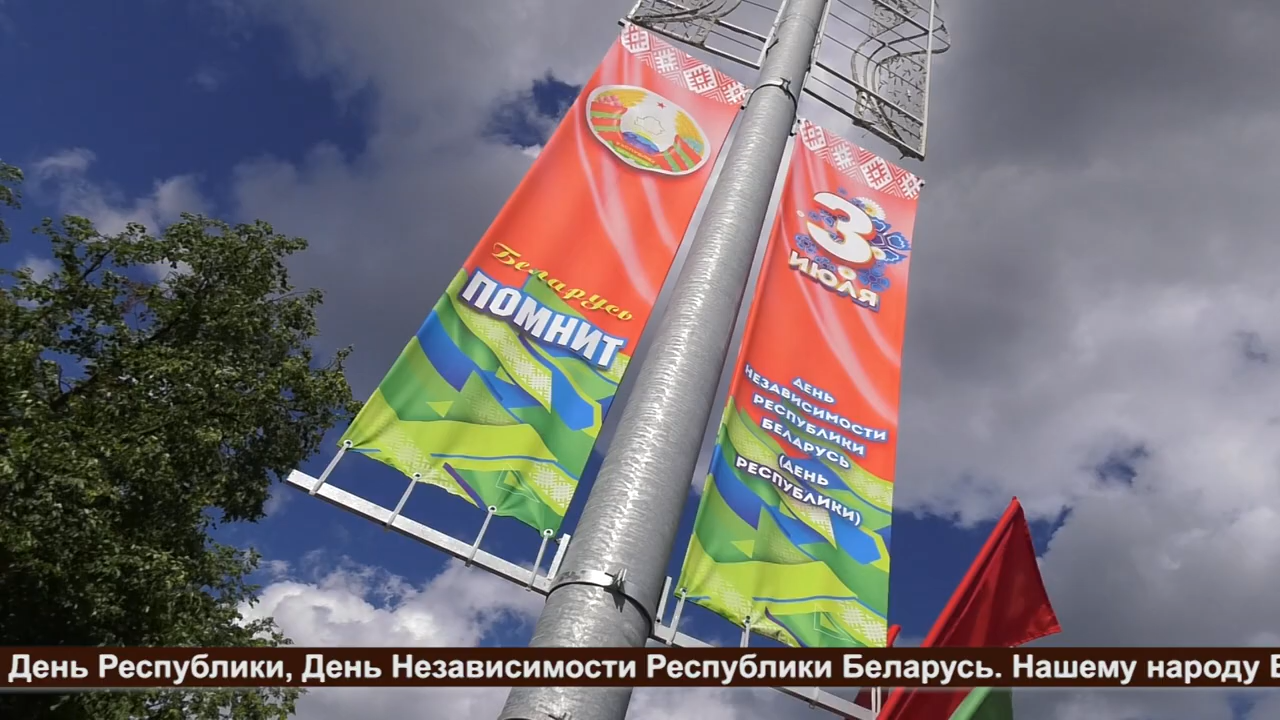 Беларусь
ПОМНИТ
3
ИЮЛЯ
ДЕНЬ
НЕЗАВИСИМОСТИ
РЕСПУБЛИКИ
БЕЛАРУСЬ
(ДЕНЬ
РЕСПУБЛИКИ)
День Республики, День Независимости Республики Беларусь. Нашему народу